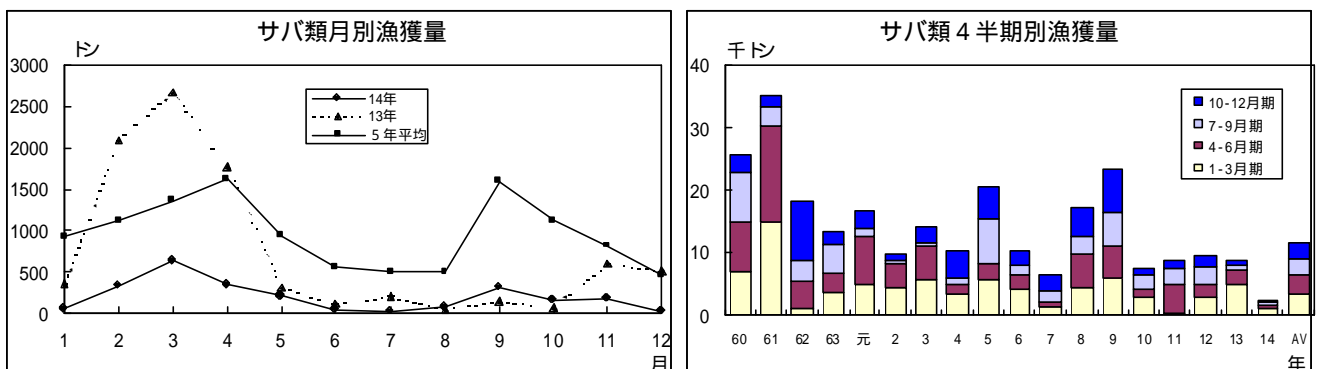 サバ類月別漁獲量
トン
3000
2500
2000
1500
1000
500
0
14年
13年
5年平均
1 2 3 4 5 6 7 8 9 10 11 12
月
サバ類4半期別漁獲量
千トン
40
30
20
10
0
10-12月期
7-9月期
4-6月期
1-3月期
60 61 62 63 元 2 3 4 5 6 7 8 9 10 11 12 13 14 AV
年